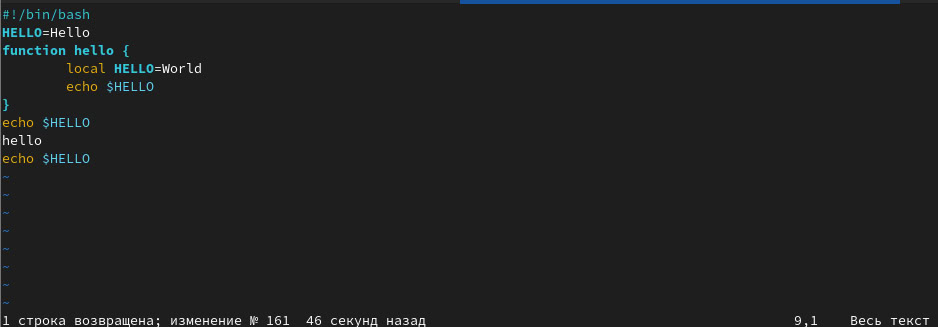 #!/bin/bash
HELLO=Hello
function hello {
        local HELLO=World
        echo $HELLO
}
echo $HELLO
hello
echo $HELLO
~
~
~
~
~
~
~
~
1 строка возвращена; изменение № 161  46 секунд назад 9,1 Весь текст